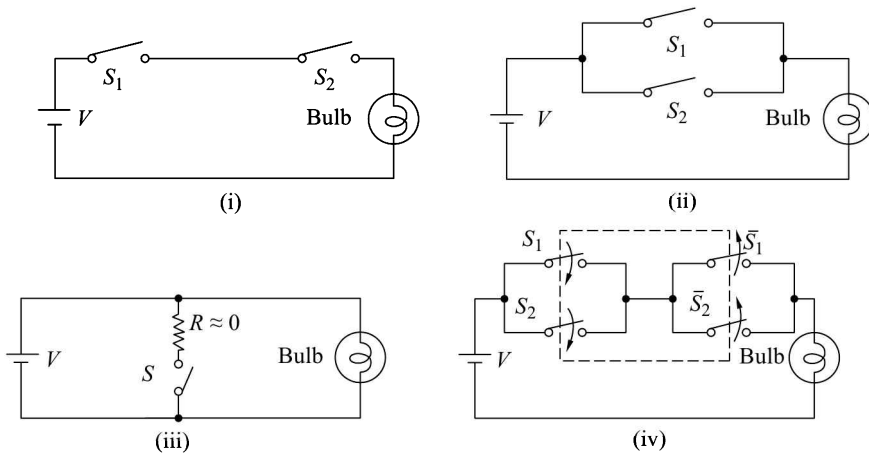 S₁
S₂
V
Bulb
(i)
S₁
S₂
V
Bulb
(ii)
R ≈ 0
S
V
Bulb
(iii)
S₁
S̄₁
S₂
S̄₂
V
Bulb
(iv)